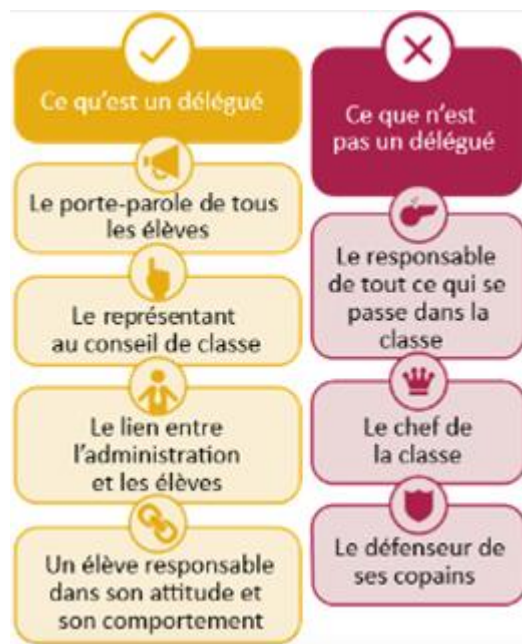 Ce qu'est un délégué
Le porte-parole de tous
les élèves
Le représentant
au conseil de classe
Le lien entre
l'administration
et les élèves
Un élève responsable
dans son attitude et
son comportement
Ce que n'est
pas un délégué
Le responsable
de tout ce qui se
passe dans la
classe
Le chef de
la classe
Le défenseur de
ses copains